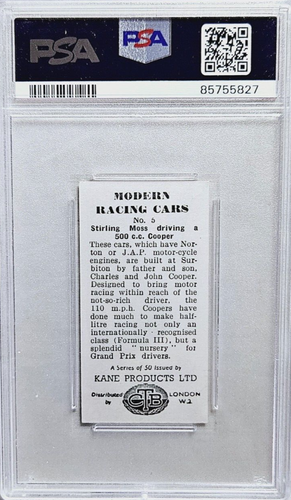 PSA
PSA
85755827
MODERN
RACING CARS
No. 5
Stirling Moss driving a
500 c.c. Cooper
These cars, which have Nor-
ton or J.A.P. motor-cycle
engines, are built at Sur-
biton by father and son,
Charles and John Cooper.
Designed to bring motor
racing within reach of the
not-so-rich driver, the
110 m.p.h. Coopers have
done much to make half-
litre racing not only an
internationally - recognised
class (Formula III), but a
splendid "nursery" for
Grand Prix drivers.
A Series of 50 issued by
KANE PRODUCTS LTD
Distributed by CTB LONDON W.1